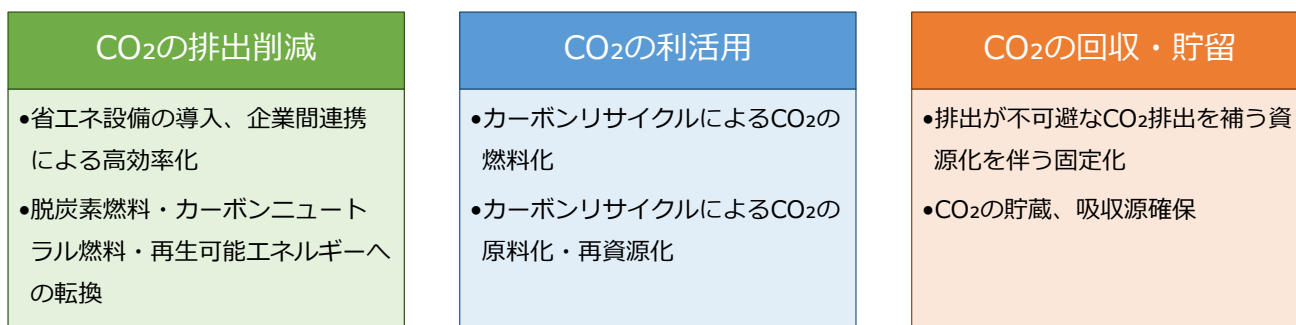 CO₂の排出削減
•省エネ設備の導入、企業間連携
による高効率化
•脱炭素燃料・カーボンニュート
ラル燃料・再生可能エネルギーへ
の転換
CO₂の利活用
•カーボンリサイクルによるCO₂の
燃料化
•カーボンリサイクルによるCO₂の
原料化・再資源化
CO₂の回収・貯留
•排出が不可避なCO₂排出を補う資
源化を伴う固定化
•CO₂の貯蔵、吸収源確保